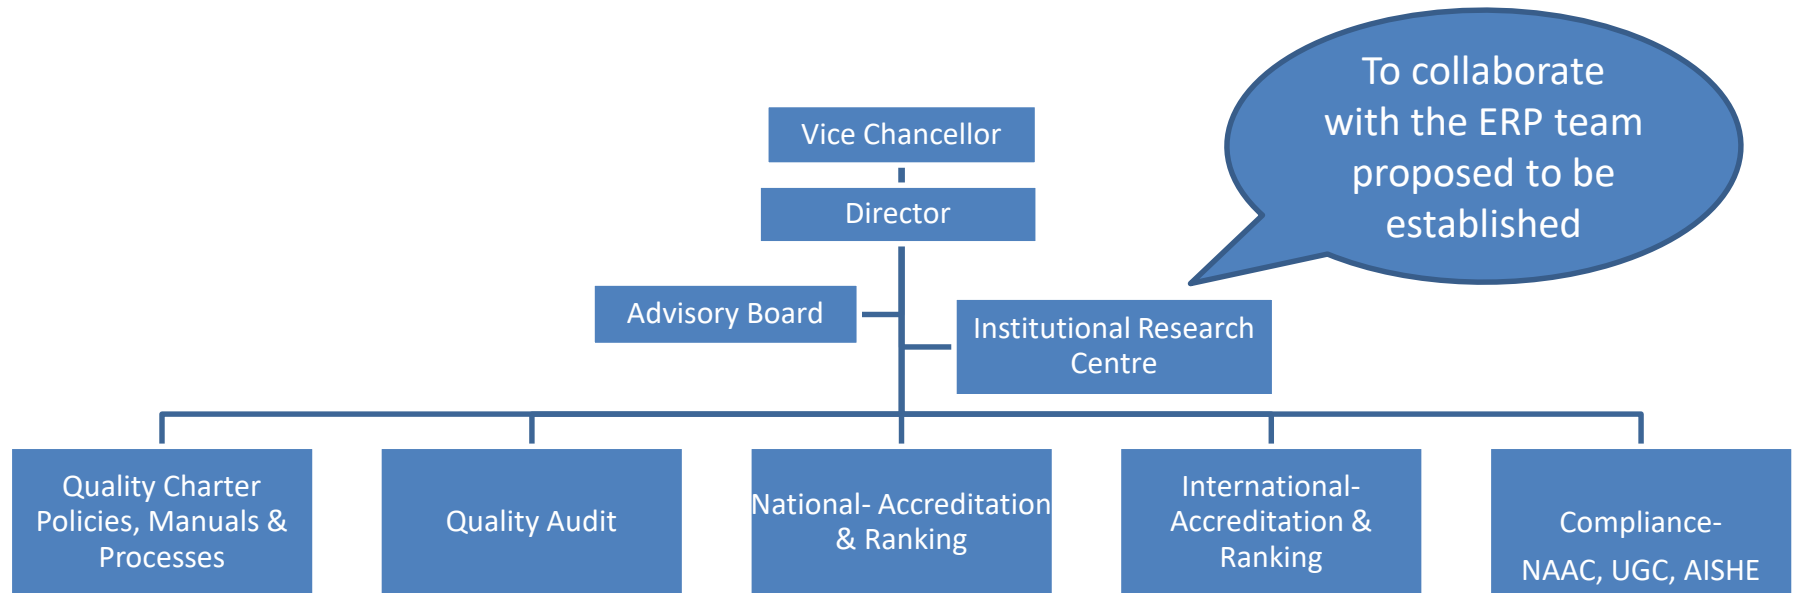 To collaborate
with the ERP team
proposed to be
established
Vice Chancellor
Director
Advisory Board
Institutional Research
Centre
Quality Charter
Policies, Manuals &
Processes
Quality Audit
National- Accreditation
& Ranking
International-
Accreditation &
Ranking
Compliance-
NAAC, UGC, AISHE